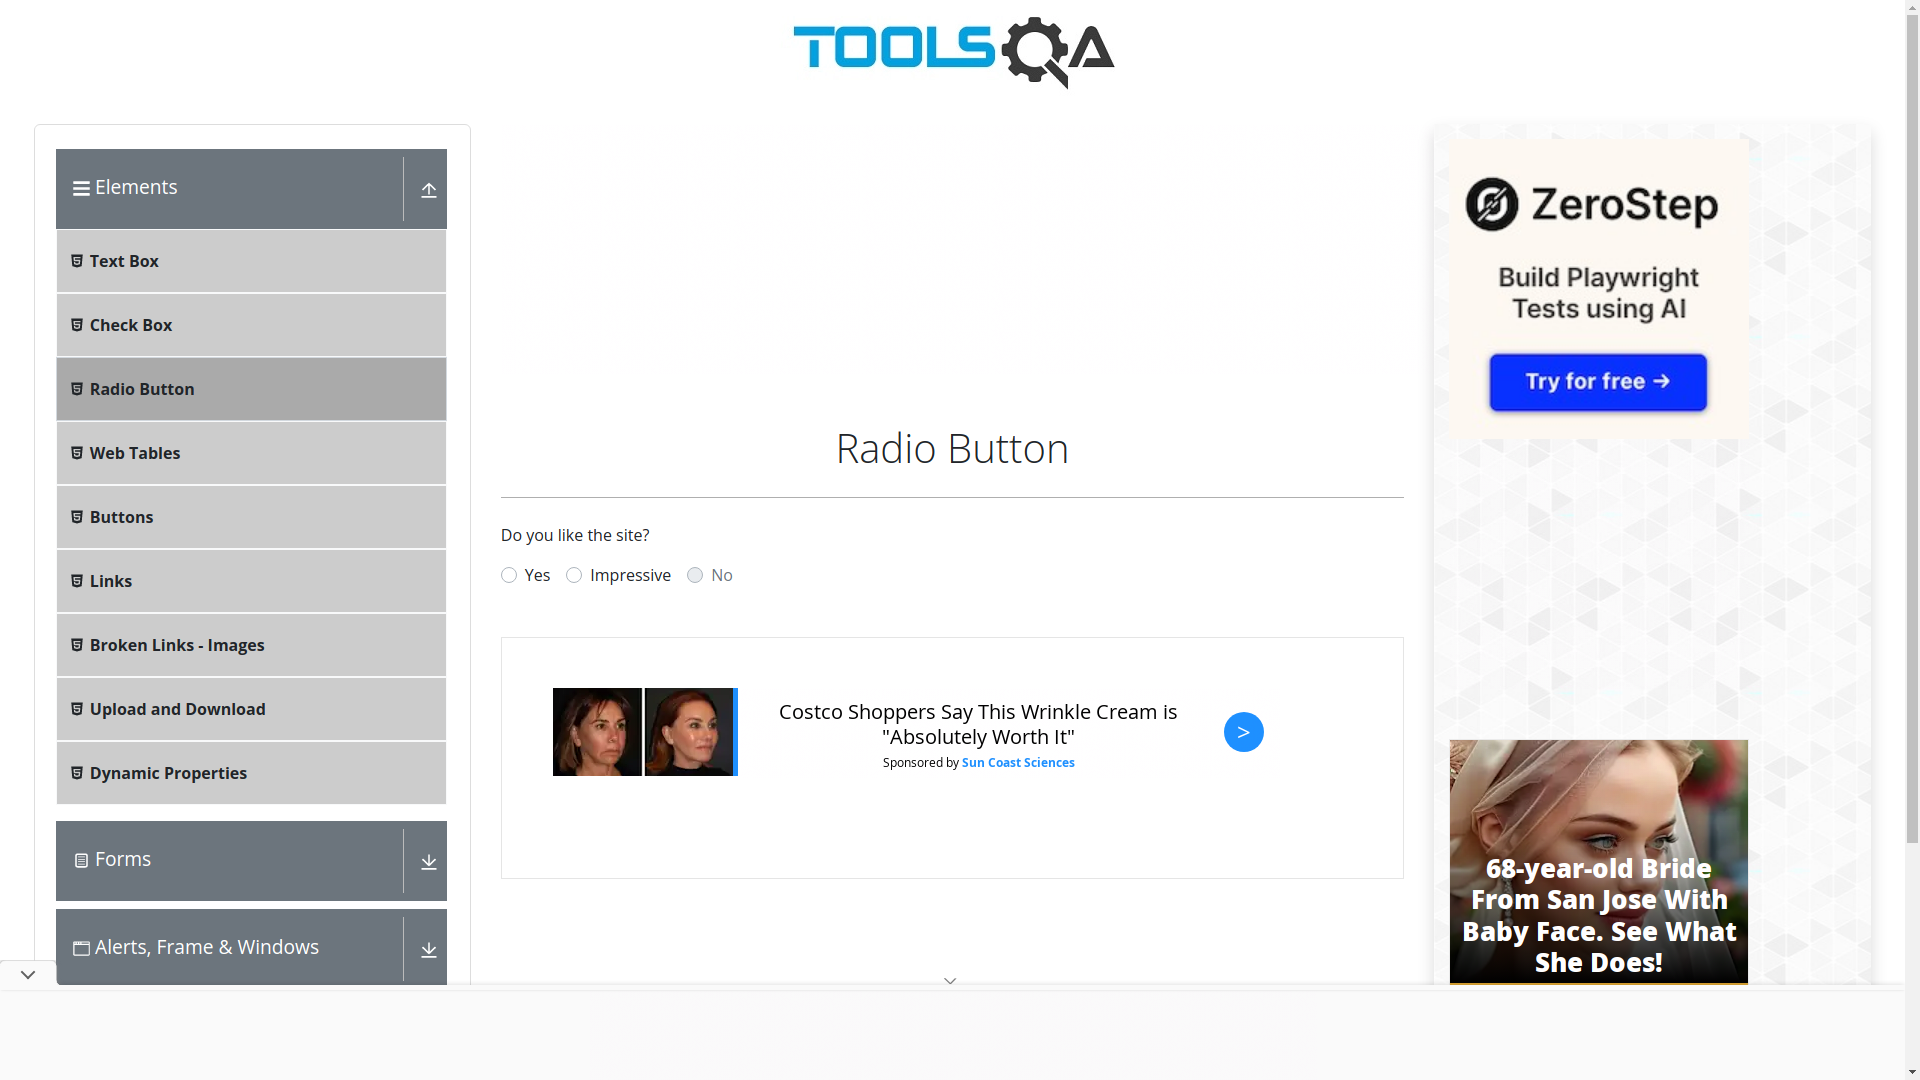 TOOLSQA
Elements
Text Box
Check Box
Radio Button
Web Tables
Buttons
Links
Broken Links - Images
Upload and Download
Dynamic Properties
Forms
Alerts, Frame & Windows
Radio Button
Do you like the site?
Yes Impressive No
Costco Shoppers Say This Wrinkle Cream is
"Absolutely Worth It"
Sponsored by Sun Coast Sciences
>
ZeroStep
Build Playwright
Tests using AI
Try for free →
68-year-old Bride
From San Jose With
Baby Face. See What
She Does!